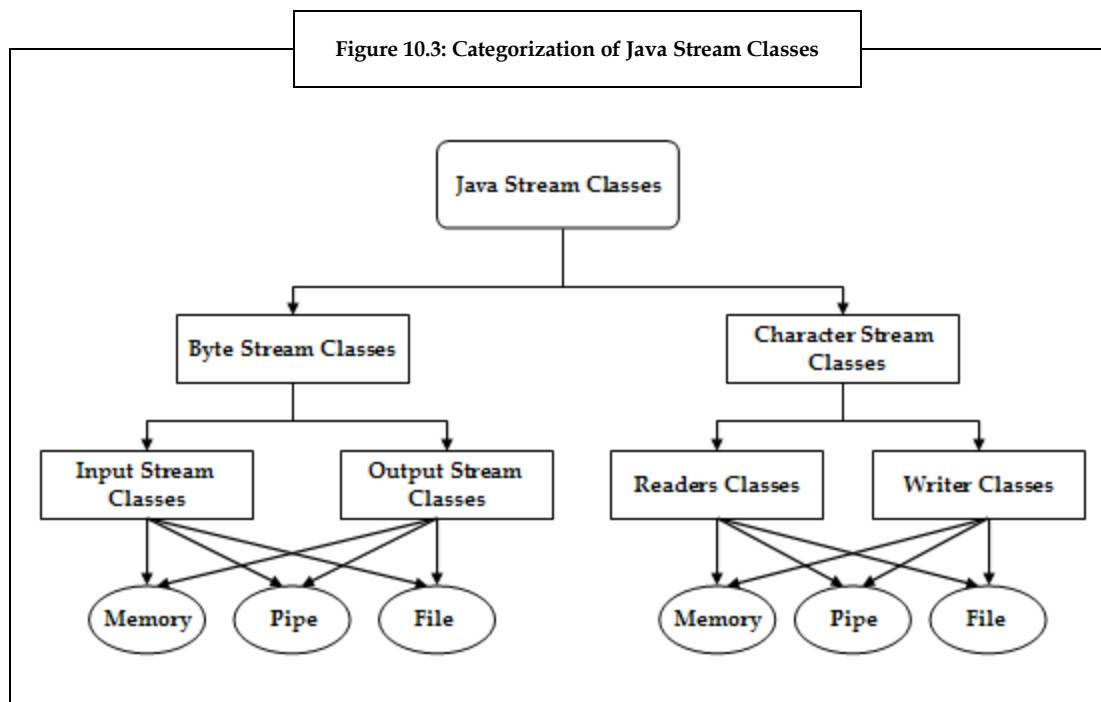 Figure 10.3: Categorization of Java Stream Classes
Java Stream Classes
Byte Stream Classes
Character Stream
Classes
Input Stream
Classes
Output Stream
Classes
Readers Classes
Writer Classes
Memory
Pipe
File
Memory
Pipe
File